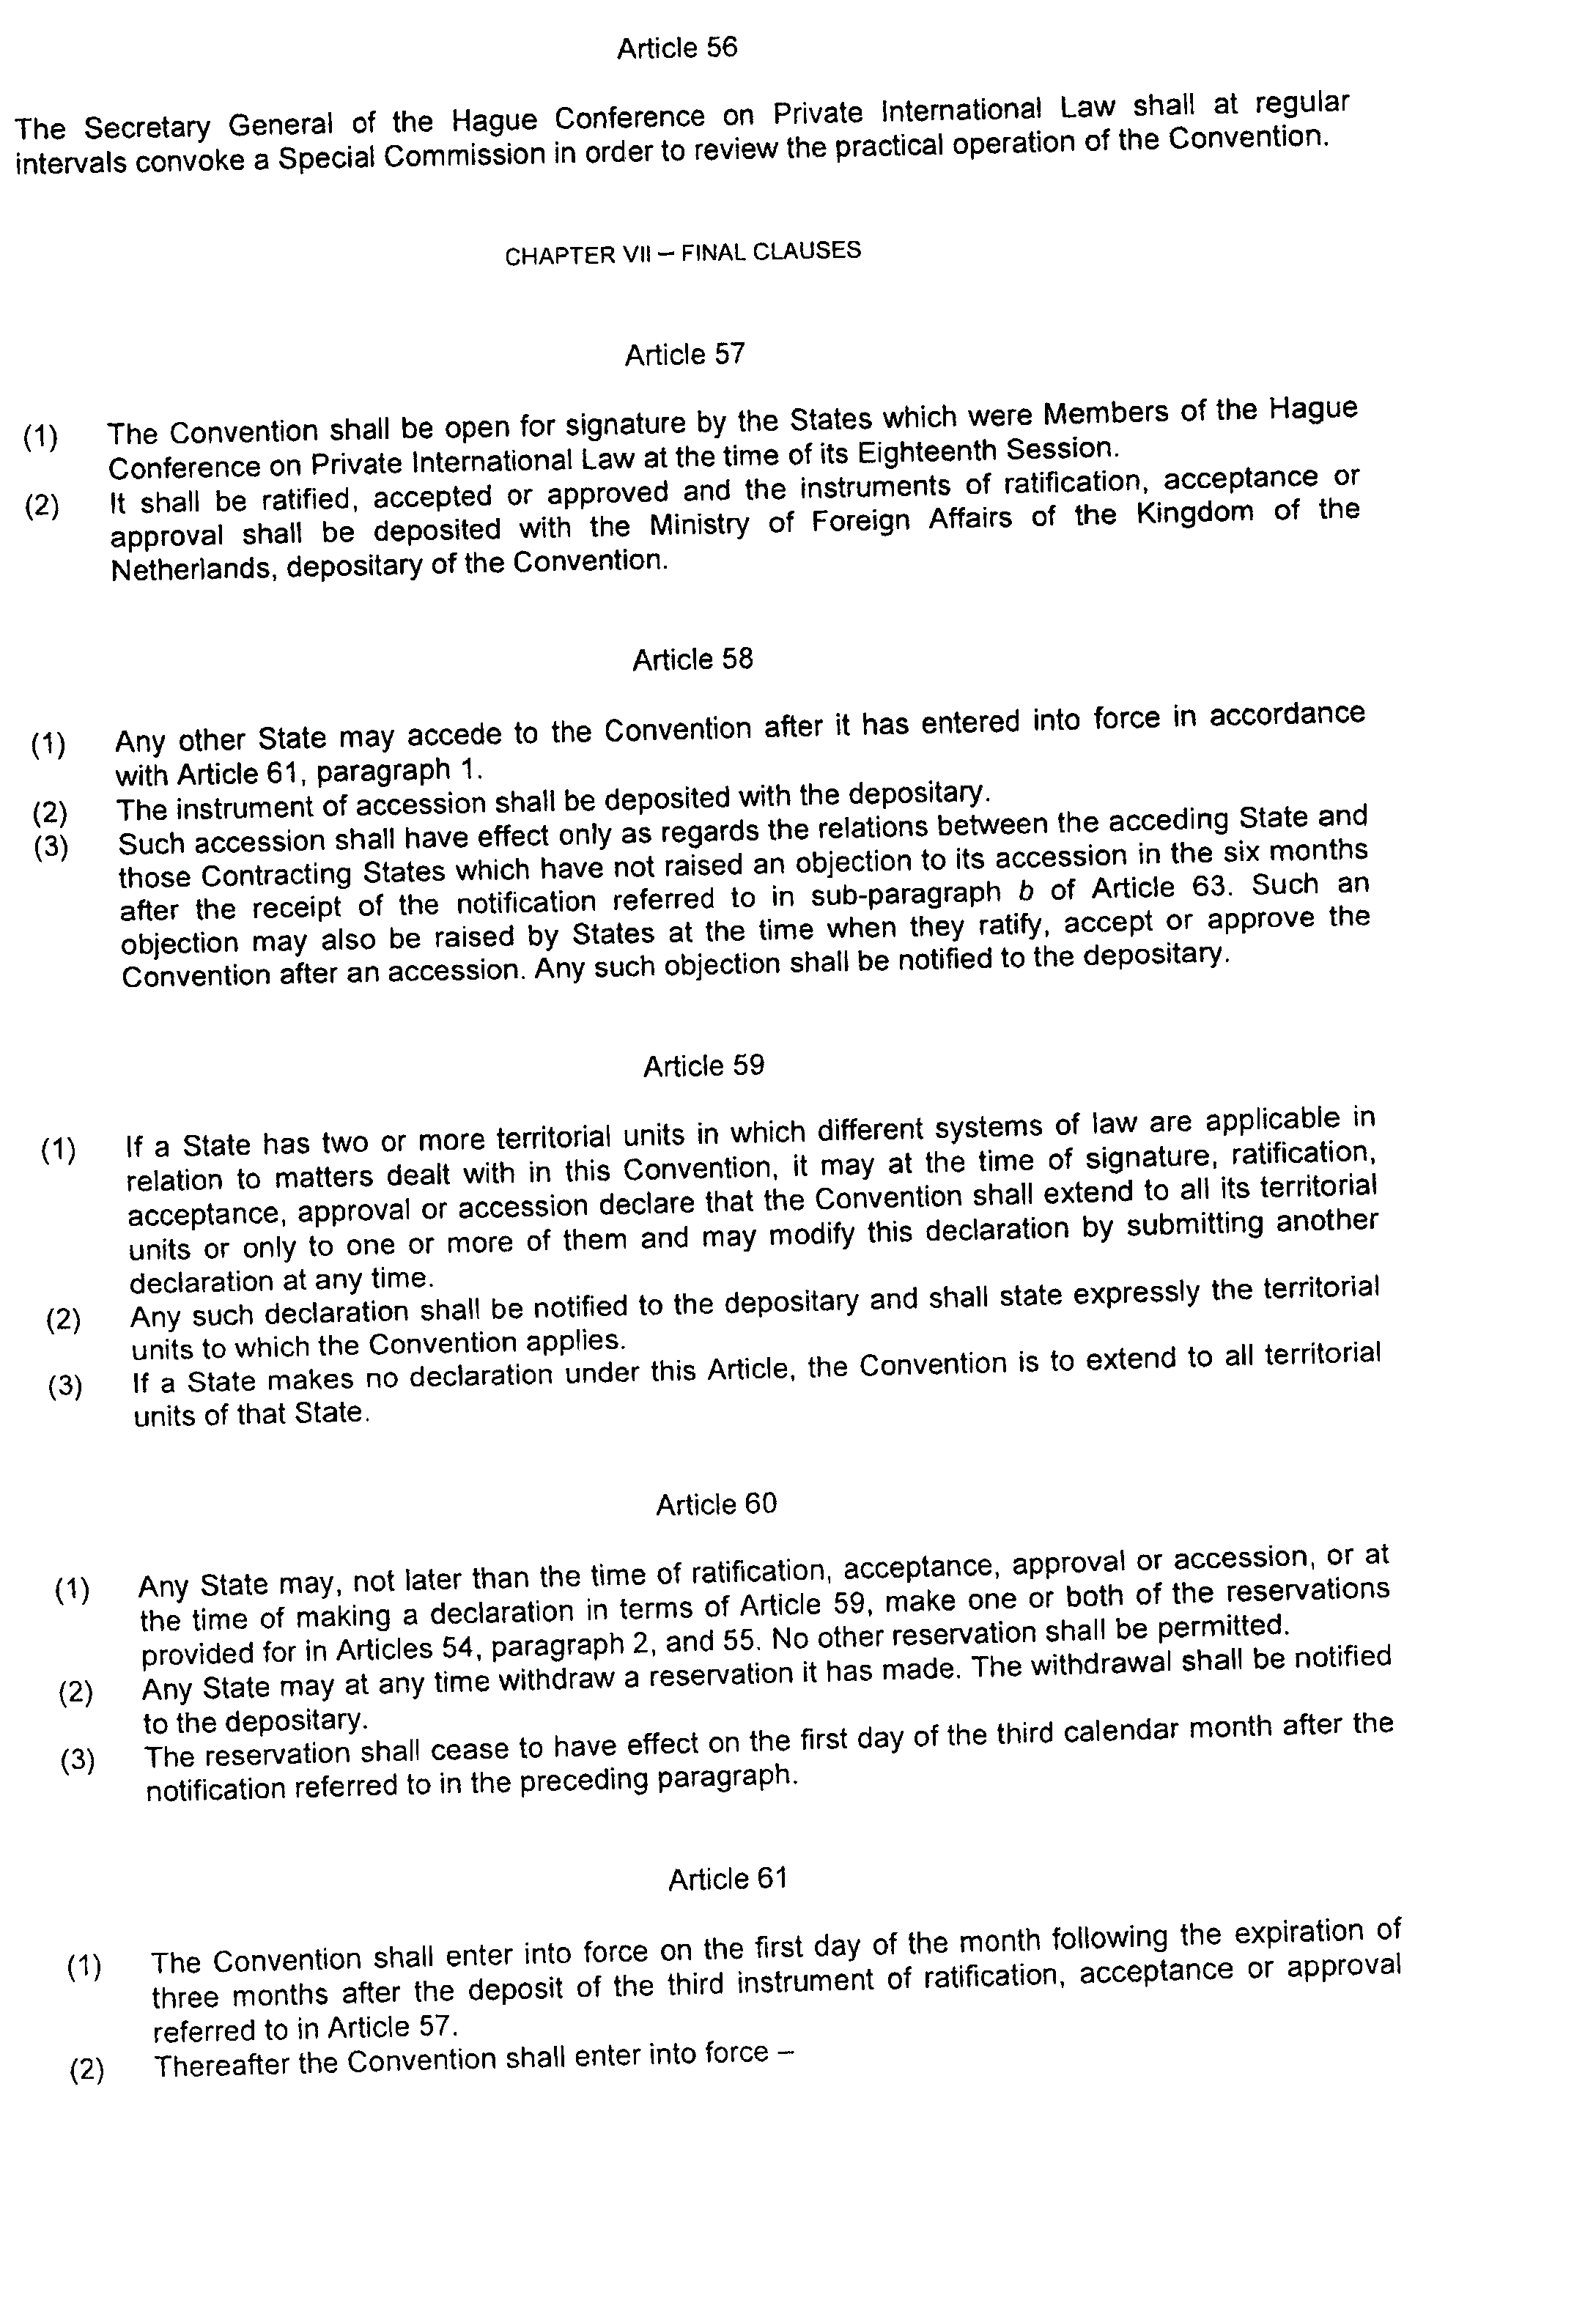 Article 56
The Secretary General of the Hague Conference on Private International Law shall at regular
intervals convoke a Special Commission in order to review the practical operation of the Convention.
CHAPTER VII – FINAL CLAUSES
Article 57
(1) The Convention shall be open for signature by the States which were Members of the Hague
Conference on Private International Law at the time of its Eighteenth Session.
(2) It shall be ratified, accepted or approved and the instruments of ratification, acceptance or
approval shall be deposited with the Ministry of Foreign Affairs of the Kingdom of the
Netherlands, depositary of the Convention.
Article 58
(1) Any other State may accede to the Convention after it has entered into force in accordance
with Article 61, paragraph 1.
(2) The instrument of accession shall be deposited with the depositary.
(3) Such accession shall have effect only as regards the relations between the acceding State and
those Contracting States which have not raised an objection to its accession in the six months
after the receipt of the notification referred to in sub-paragraph b of Article 63. Such an
objection may also be raised by States at the time when they ratify, accept or approve the
Convention after an accession. Any such objection shall be notified to the depositary.
Article 59
(1) If a State has two or more territorial units in which different systems of law are applicable in
relation to matters dealt with in this Convention, it may at the time of signature, ratification,
acceptance, approval or accession declare that the Convention shall extend to all its territorial
units or only to one or more of them and may modify this declaration by submitting another
declaration at any time.
(2) Any such declaration shall be notified to the depositary and shall state expressly the territorial
units to which the Convention applies.
(3) If a State makes no declaration under this Article, the Convention is to extend to all territorial
units of that State.
Article 60
(1) Any State may, not later than the time of ratification, acceptance, approval or accession, or at
the time of making a declaration in terms of Article 59, make one or both of the reservations
provided for in Articles 54, paragraph 2, and 55. No other reservation shall be permitted.
(2) Any State may at any time withdraw a reservation it has made. The withdrawal shall be notified
to the depositary.
(3) The reservation shall cease to have effect on the first day of the third calendar month after the
notification referred to in the preceding paragraph.
Article 61
(1) The Convention shall enter into force on the first day of the month following the expiration of
three months after the deposit of the third instrument of ratification, acceptance or approval
referred to in Article 57.
(2) Thereafter the Convention shall enter into force –